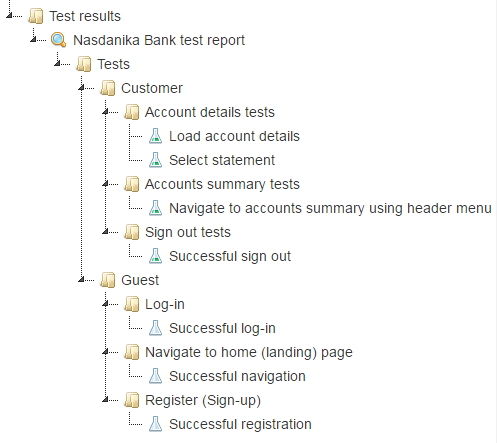 Test results
Nasdanika Bank test report
Tests
Customer
Account details tests
Load account details
Select statement
Accounts summary tests
Navigate to accounts summary using header menu
Sign out tests
Successful sign out
Guest
Log-in
Successful log-in
Navigate to home (landing) page
Successful navigation
Register (Sign-up)
Successful registration